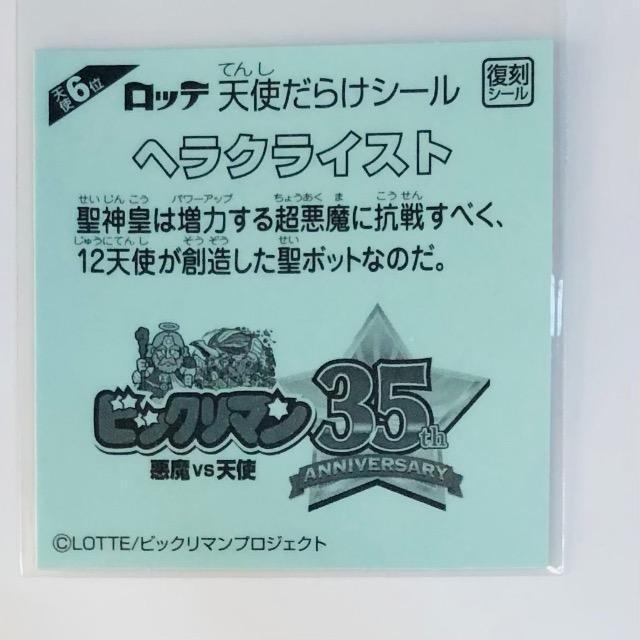 天使6位
ロッテ 天使だらけシール
てんし
復刻
シール
ヘラクライスト
せいじんこう パワーアップ ちょうあくま こうせん
聖神皇は増力する超悪魔に抗戦すべく、
じゅうにてんし そうぞう せい
12天使が創造した聖ボットなのだ。
ビックリマン
悪魔VS天使
35th
ANNIVERSARY
©LOTTE/ビックリマンプロジェクト